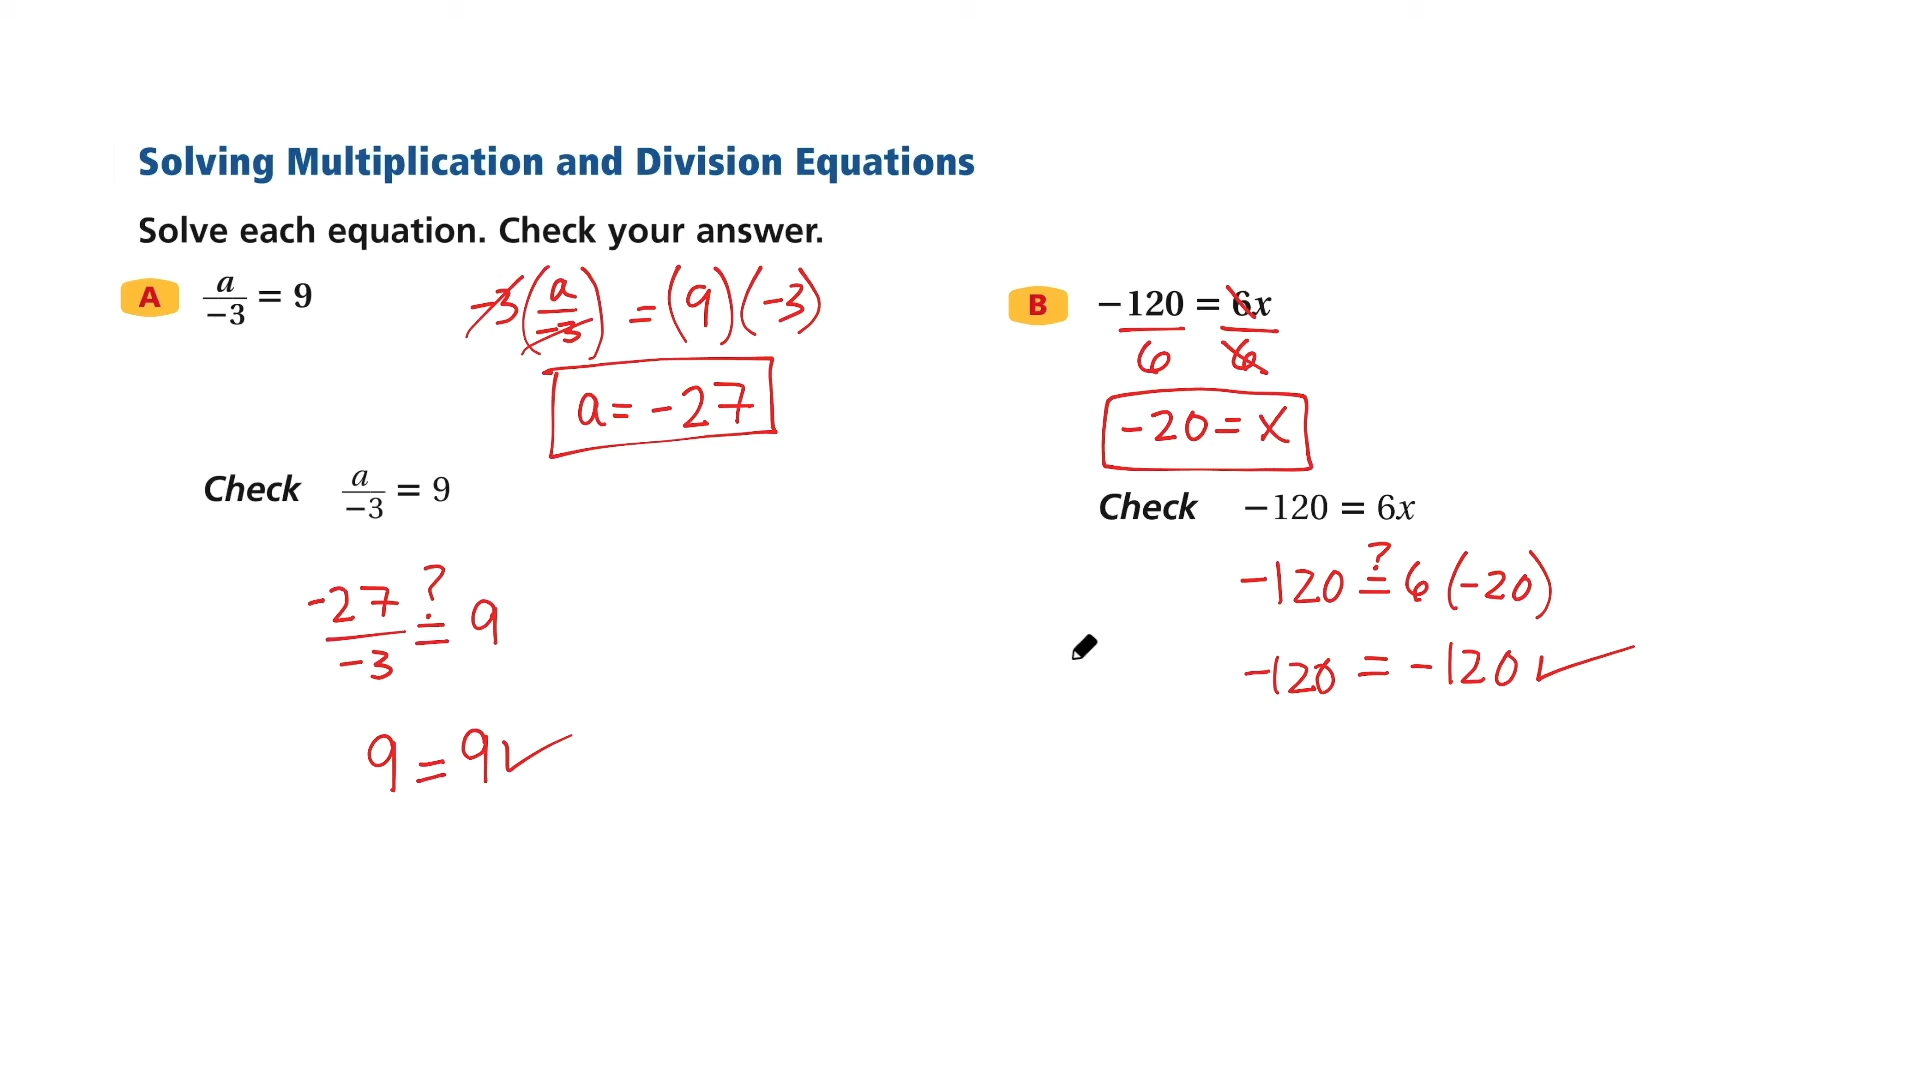 Solving Multiplication and Division Equations
Solve each equation. Check your answer.
A a/−3 = 9
-3(a/-3) = (9)(-3)
a = -27
Check a/−3 = 9
-27/-3 ≟ 9
9 = 9 ✓
B −120 = 6x
6 6
-20 = x
Check −120 = 6x
-120 ≟ 6(-20)
-120 = -120 ✓